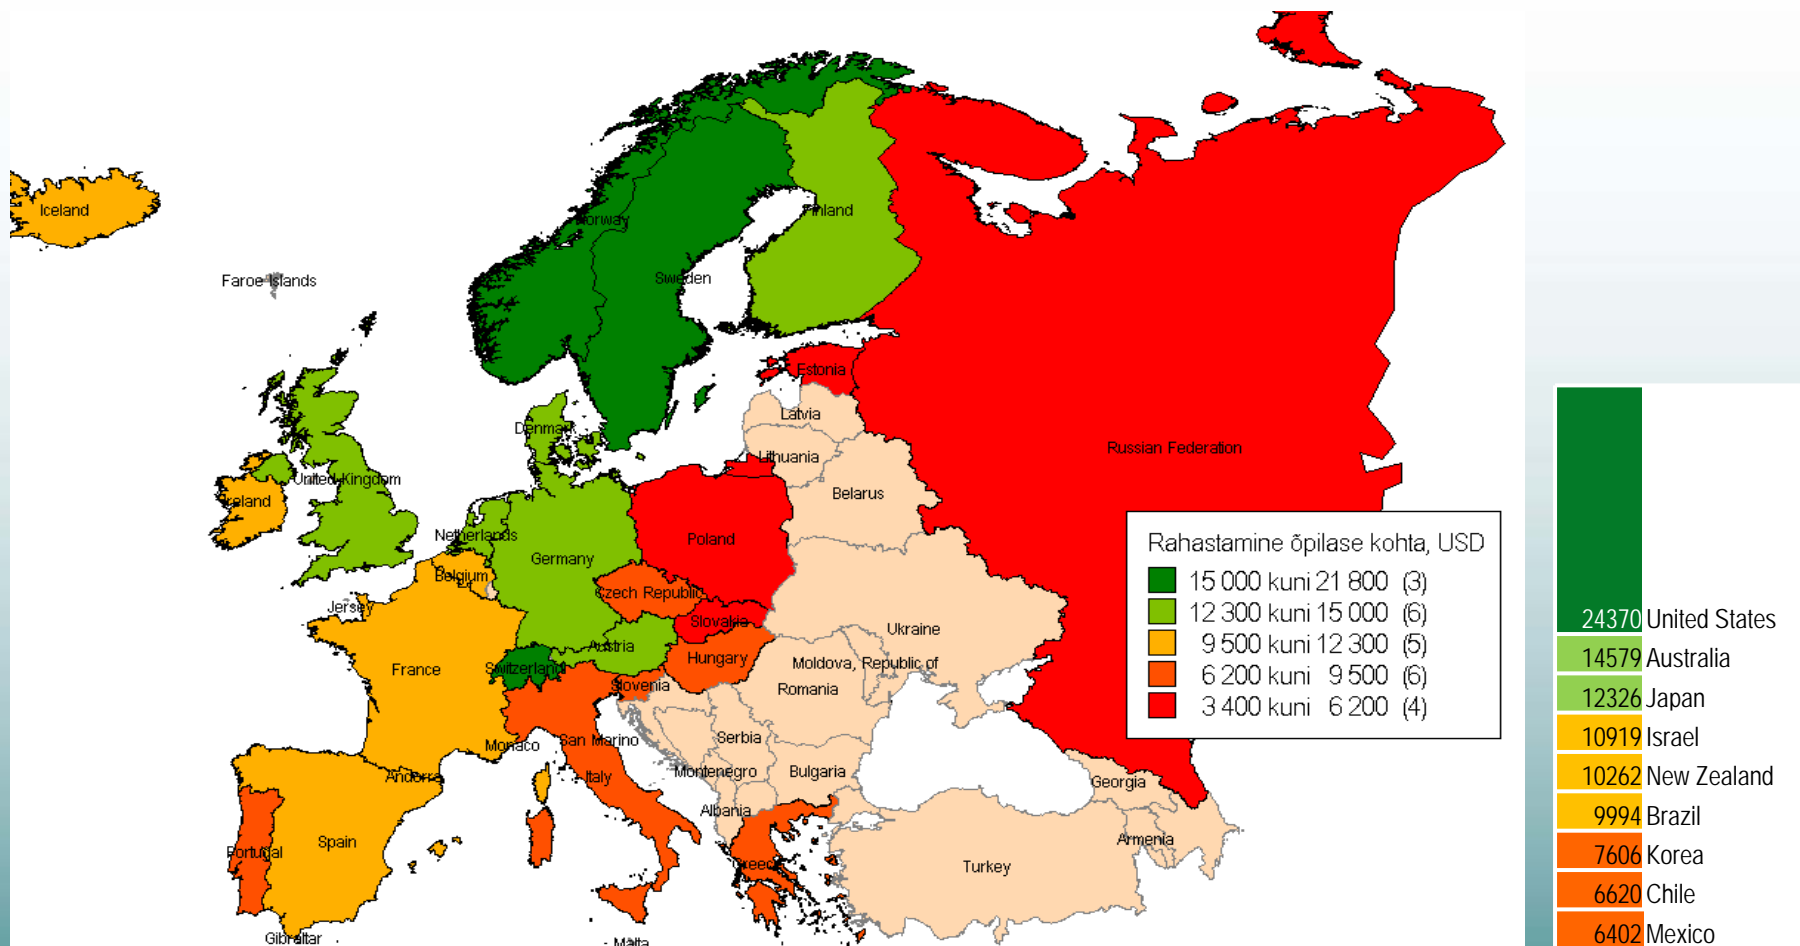 Iceland
Norway
Finland
Faroe Islands
Sweden
Estonia
Denmark
Latvia
Lithuania
Russian Federation
United Kingdom
Ireland
Belarus
Netherlands
Poland
Germany
Belgium
Czech Republic
Jersey
Slovakia
Ukraine
Austria
Hungary
France
Switzerland
Moldova, Republic of
Slovenia
Romania
Monaco
San Marino
Serbia
Andorra
Italy
Montenegro
Bulgaria
Georgia
Albania
Spain
Portugal
Greece
Armenia
Turkey
Gibraltar
Malta
Rahastamine õpilase kohta, USD
15 000 kuni 21 800 (3)
12 300 kuni 15 000 (6)
9 500 kuni 12 300 (5)
6 200 kuni 9 500 (6)
3 400 kuni 6 200 (4)
24370 United States
14579 Australia
12326 Japan
10919 Israel
10262 New Zealand
9994 Brazil
7606 Korea
6620 Chile
6402 Mexico